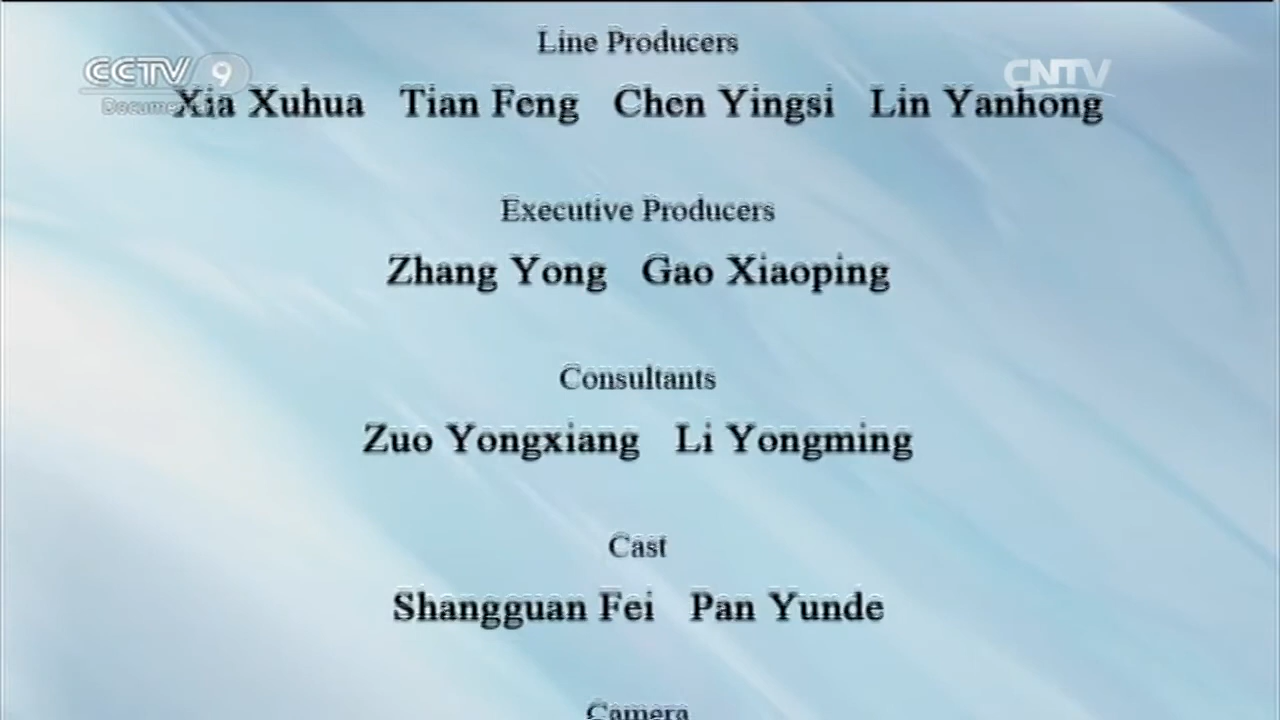 Line Producers
CCTV 9
CNTV
Xia Xuhua Tian Feng Chen Yingsi Lin Yanhong
Executive Producers
Zhang Yong Gao Xiaoping
Consultants
Zuo Yongxiang Li Yongming
Cast
Shangguan Fei Pan Yunde
Camera